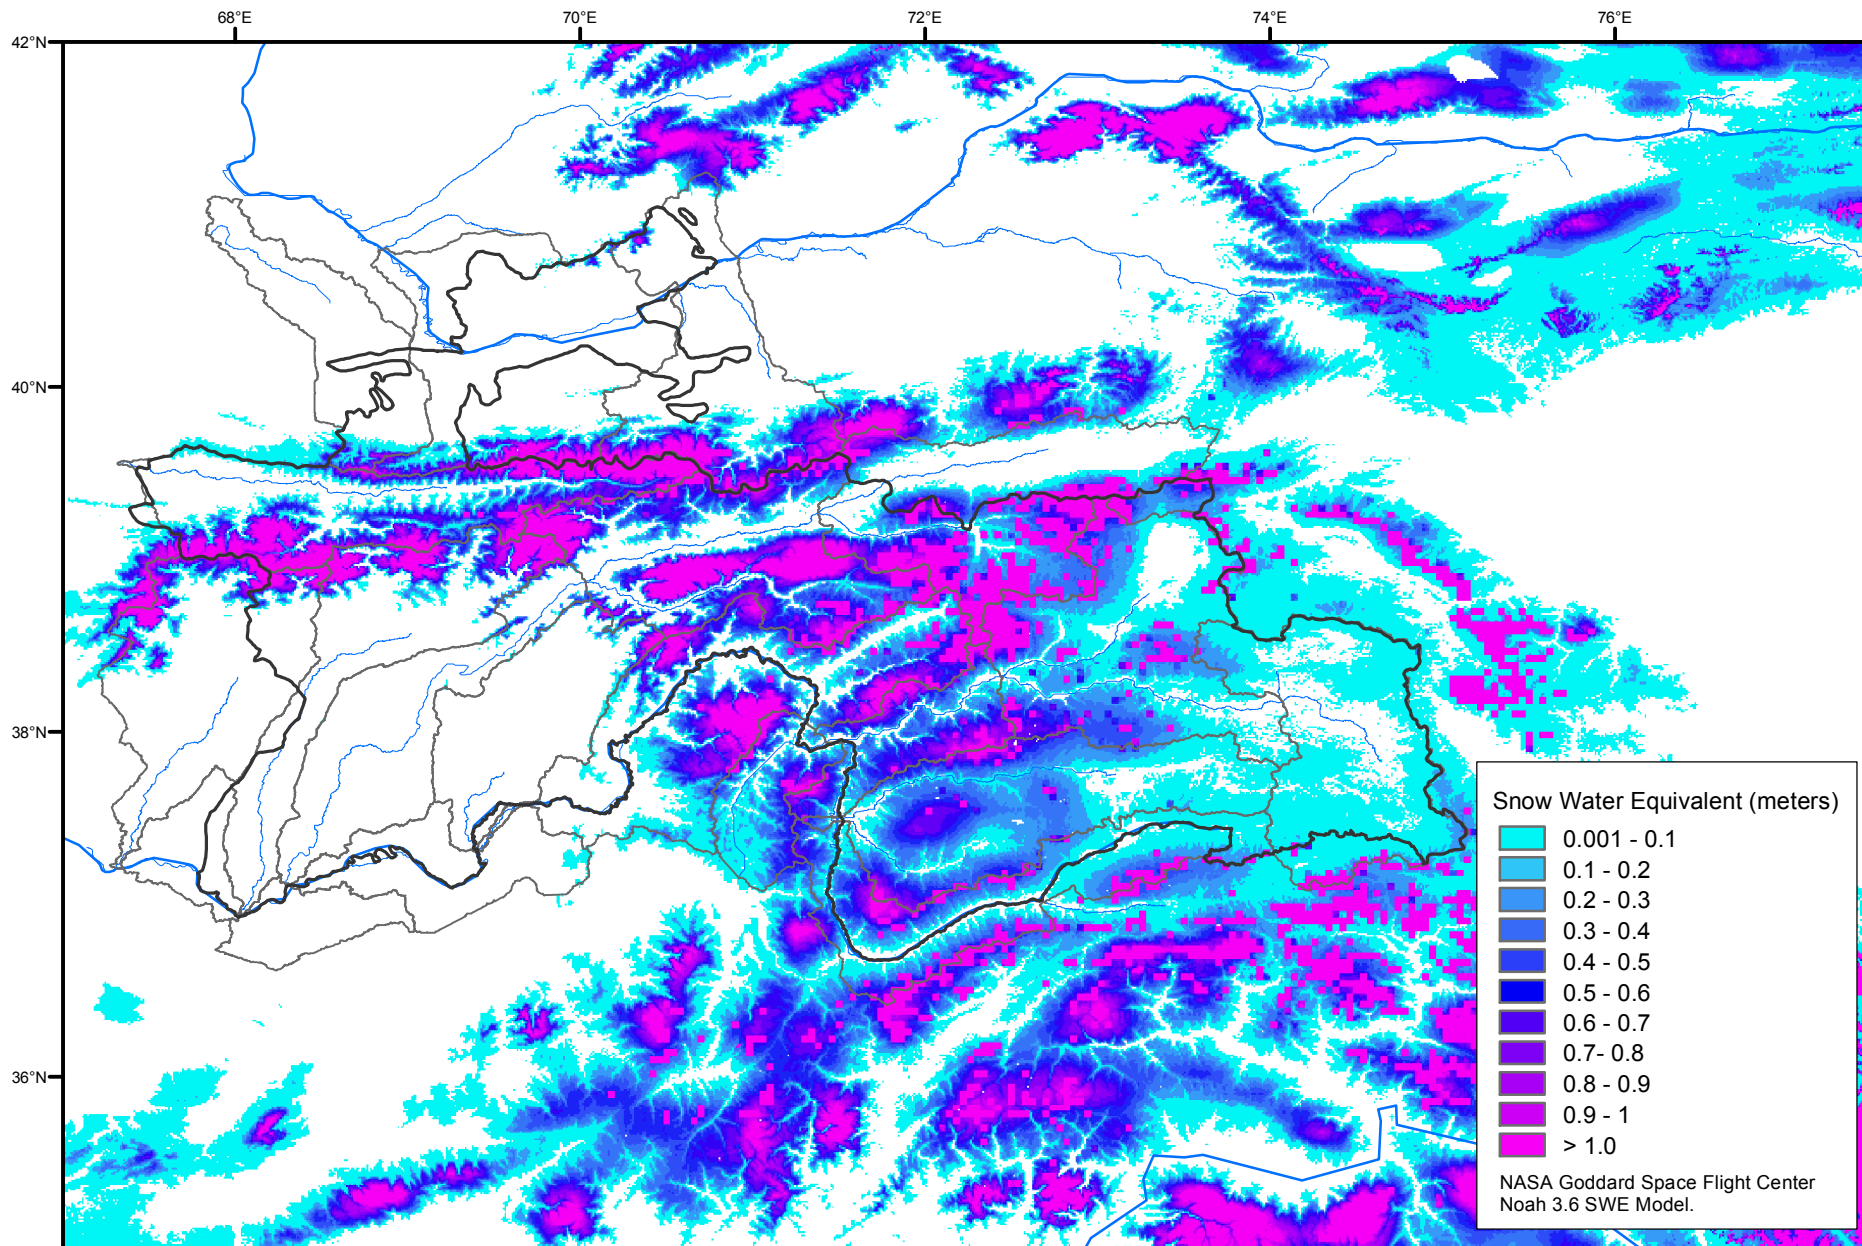 68°E
70°E
72°E
74°E
76°E
42°N
40°N
38°N
36°N
Snow Water Equivalent (meters)
0.001 - 0.1
0.1 - 0.2
0.2 - 0.3
0.3 - 0.4
0.4 - 0.5
0.5 - 0.6
0.6 - 0.7
0.7- 0.8
0.8 - 0.9
0.9 - 1
> 1.0
NASA Goddard Space Flight Center
Noah 3.6 SWE Model.